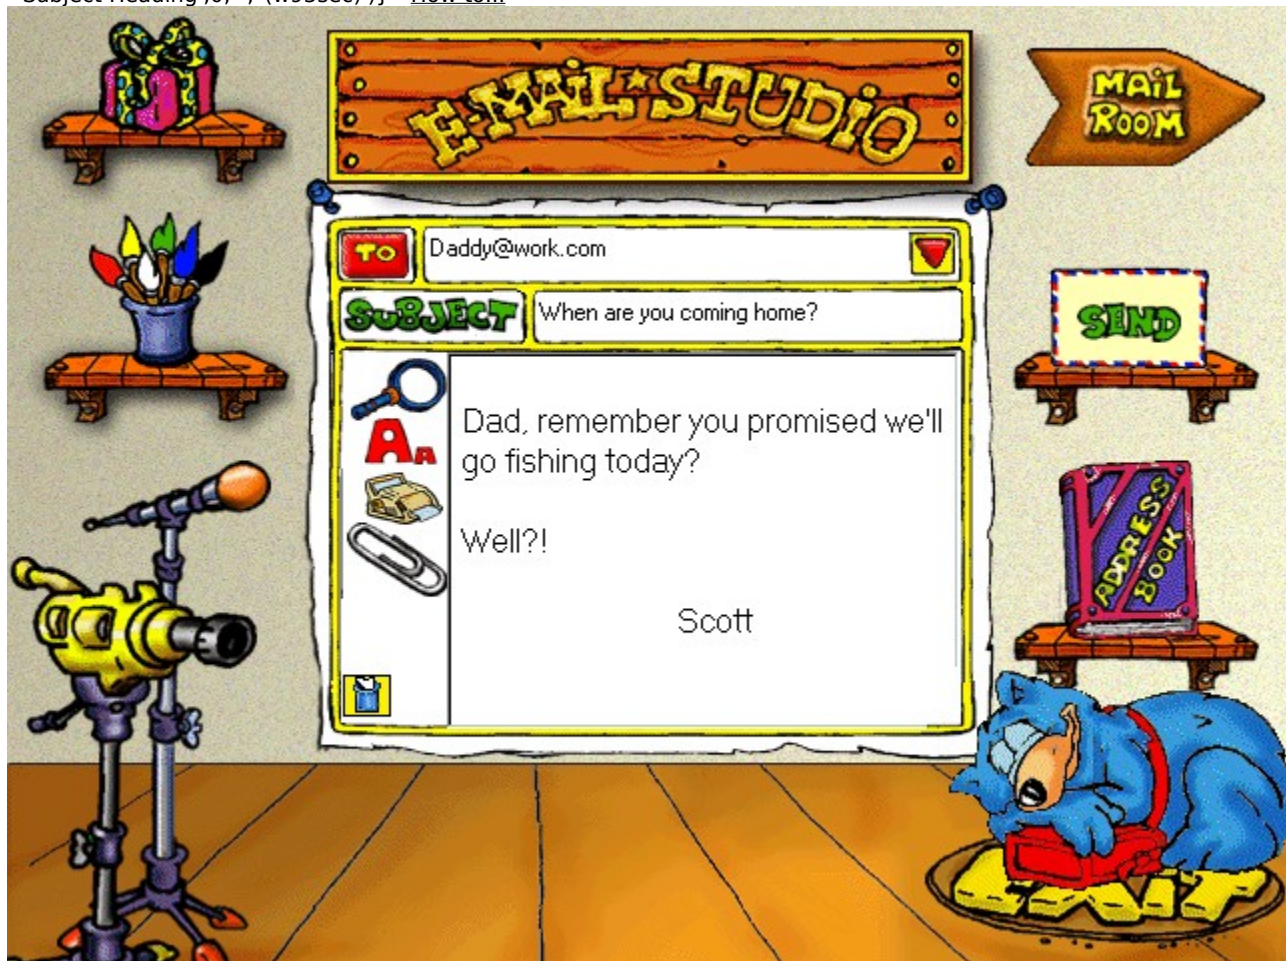 E-MAIL★STUDIO
MAIL
ROOM
TO
Daddy@work.com
SUBJECT
When are you coming home?
SEND
Dad, remember you promised we'll
go fishing today?
Well?!
Scott
ADDRESS
BOOK
EXIT